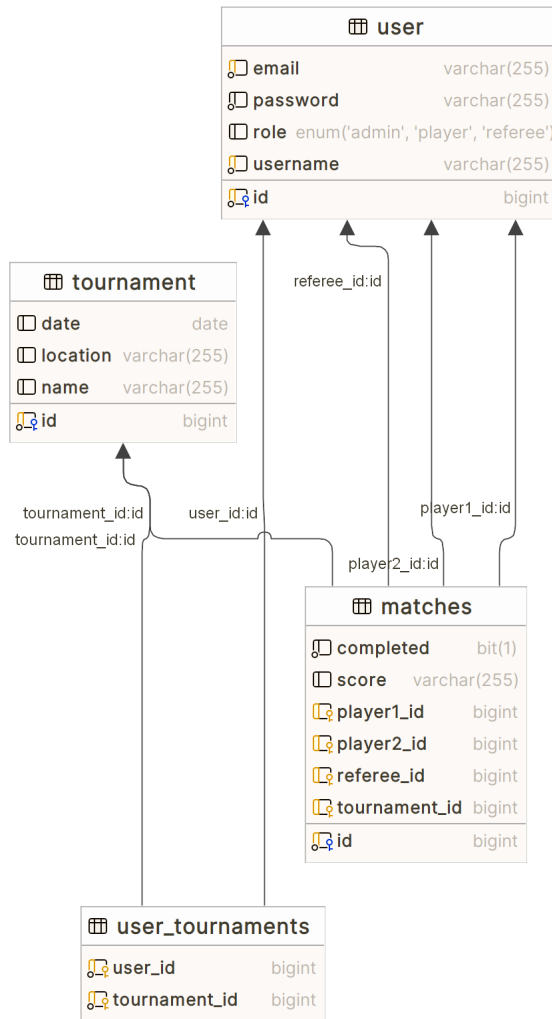 user
email varchar(255)
password varchar(255)
role enum('admin', 'player', 'referee')
username varchar(255)
id bigint
referee_id:id
tournament
date date
location varchar(255)
name varchar(255)
id bigint
tournament_id:id
user_id:id
player1_id:id
tournament_id:id
player2_id:id
matches
completed bit(1)
score varchar(255)
player1_id bigint
player2_id bigint
referee_id bigint
tournament_id bigint
id bigint
user_tournaments
user_id bigint
tournament_id bigint